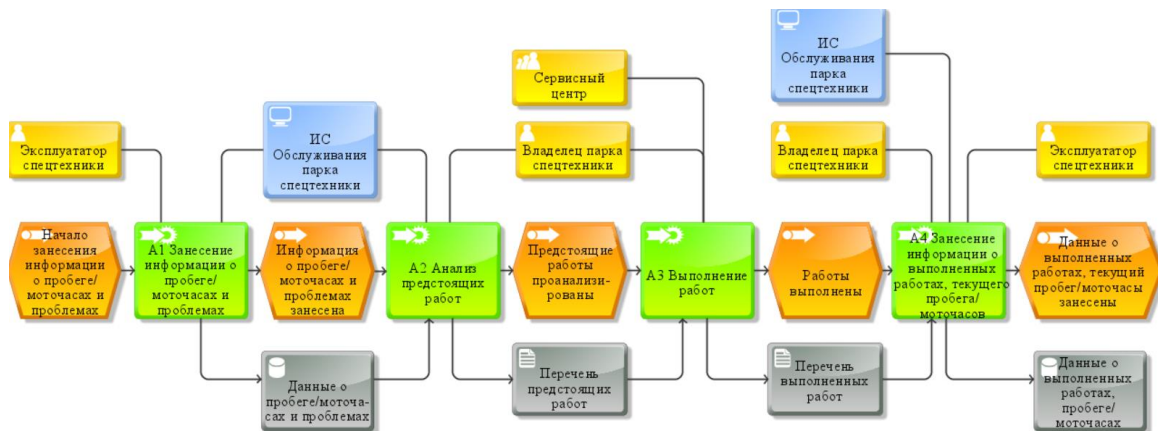 ИС
Обслуживания
парка
спецтехники
Сервисный
центр
ИС
Обслуживания
парка
спецтехники
Эксплуататор
спецтехники
Владелец парка
спецтехники
Владелец парка
спецтехники
Эксплуататор
спецтехники
Начало
занесения
информации
о пробеге/
моточасах и
проблемах
А1 Занесение
информации о
пробеге/
моточасах и
проблемах
Информация
о пробеге/
моточасах и
проблемах
занесена
А2 Анализ
предстоящих
работ
Предстоящие
работы
проанализи-
рованы
А3 Выполнение
работ
Работы
выполнены
А4 Занесение
информации о
выполненных
работах, текущего
пробега/
моточасов
Данные о
выполненных
работах, текущий
пробег/моточасы
занесены
Данные о
пробеге/моточа-
сах и проблемах
Перечень
предстоящих
работ
Перечень
выполненных
работ
Данные о
выполненных
работах,
пробеге/
моточасах